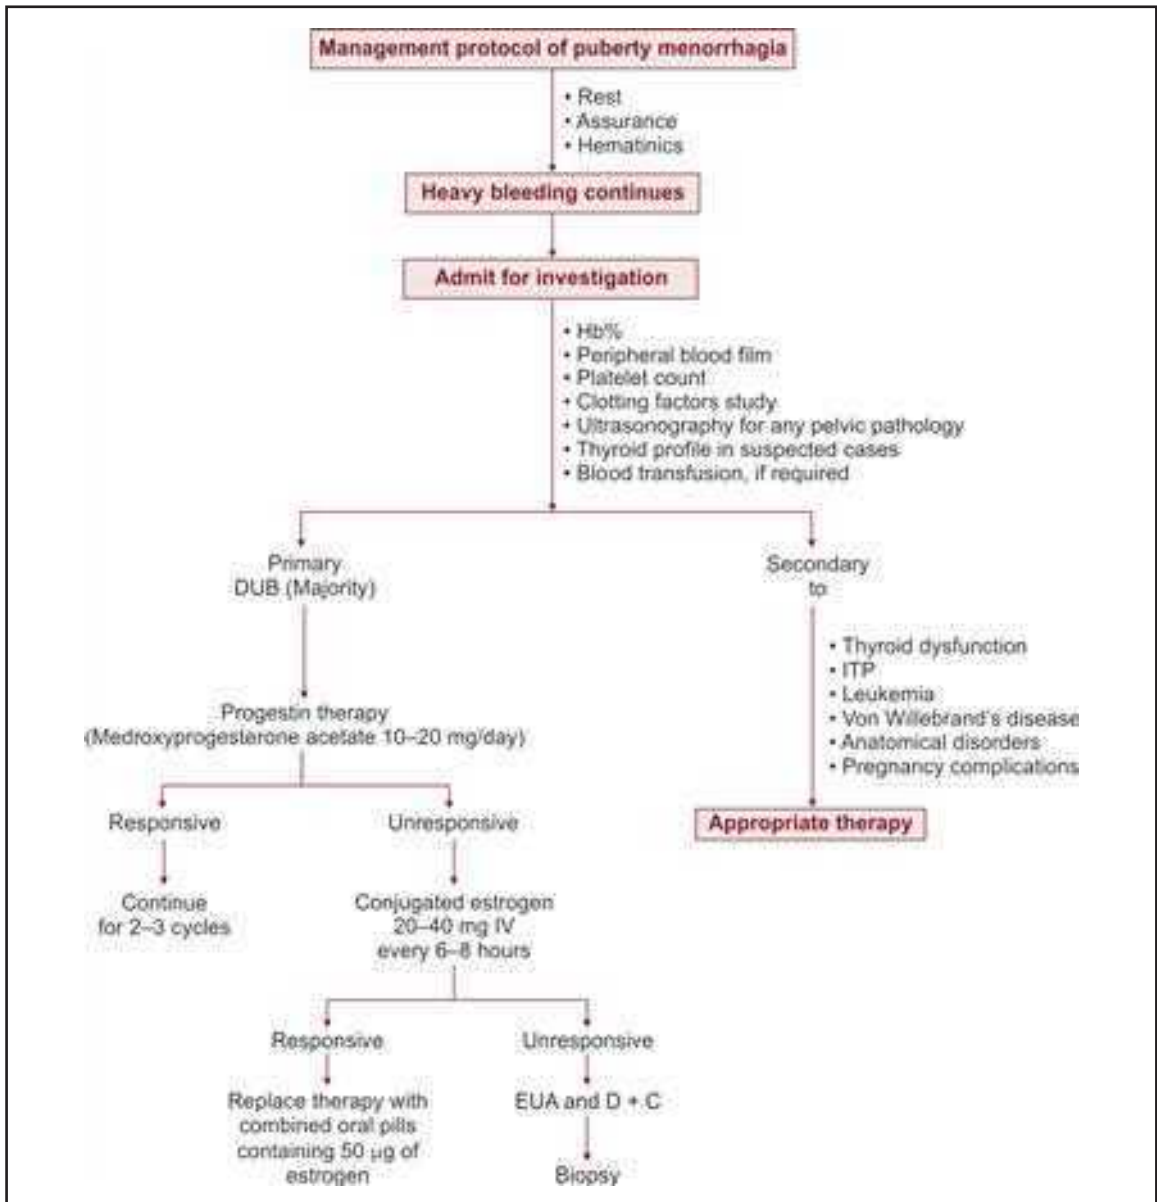 Management protocol of puberty menorrhagia
• Rest
• Assurance
• Hematinics
Heavy bleeding continues
Admit for investigation
• Hb%
• Peripheral blood film
• Platelet count
• Clotting factors study
• Ultrasonography for any pelvic pathology
• Thyroid profile in suspected cases
• Blood transfusion, if required
Primary
DUB (Majority)
Progestin therapy
(Medroxyprogesterone acetate 10–20 mg/day)
Responsive
Continue
for 2–3 cycles
Unresponsive
Conjugated estrogen
20–40 mg IV
every 6–8 hours
Responsive
Replace therapy with
combined oral pills
containing 50 µg of
estrogen
Unresponsive
EUA and D + C
Biopsy
Secondary
to
• Thyroid dysfunction
• ITP
• Leukemia
• Von Willebrand's disease
• Anatomical disorders
• Pregnancy complications
Appropriate therapy